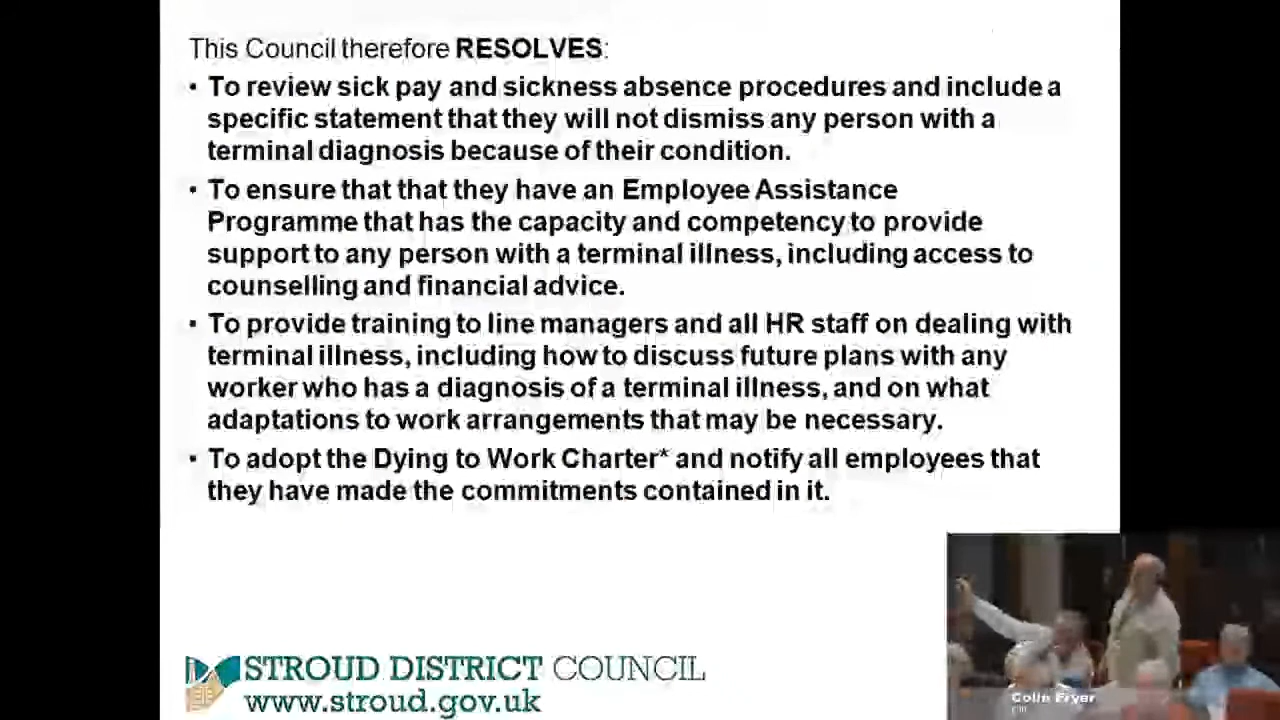 This Council therefore RESOLVES:
• To review sick pay and sickness absence procedures and include a
specific statement that they will not dismiss any person with a
terminal diagnosis because of their condition.
• To ensure that that they have an Employee Assistance
Programme that has the capacity and competency to provide
support to any person with a terminal illness, including access to
counselling and financial advice.
• To provide training to line managers and all HR staff on dealing with
terminal illness, including how to discuss future plans with any
worker who has a diagnosis of a terminal illness, and on what
adaptations to work arrangements that may be necessary.
• To adopt the Dying to Work Charter* and notify all employees that
they have made the commitments contained in it.
STROUD DISTRICT COUNCIL
www.stroud.gov.uk
Colin Fryer